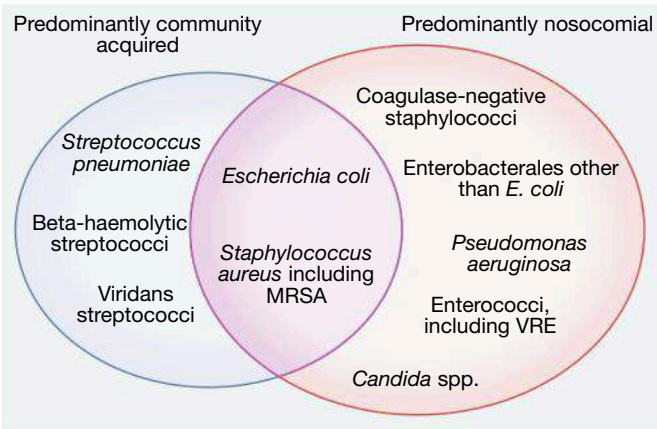 Predominantly community
acquired
Predominantly nosocomial
Streptococcus
pneumoniae
Beta-haemolytic
streptococci
Viridans
streptococci
Escherichia coli
Staphylococcus
aureus including
MRSA
Coagulase-negative
staphylococci
Enterobacterales other
than E. coli
Pseudomonas
aeruginosa
Enterococci,
including VRE
Candida spp.